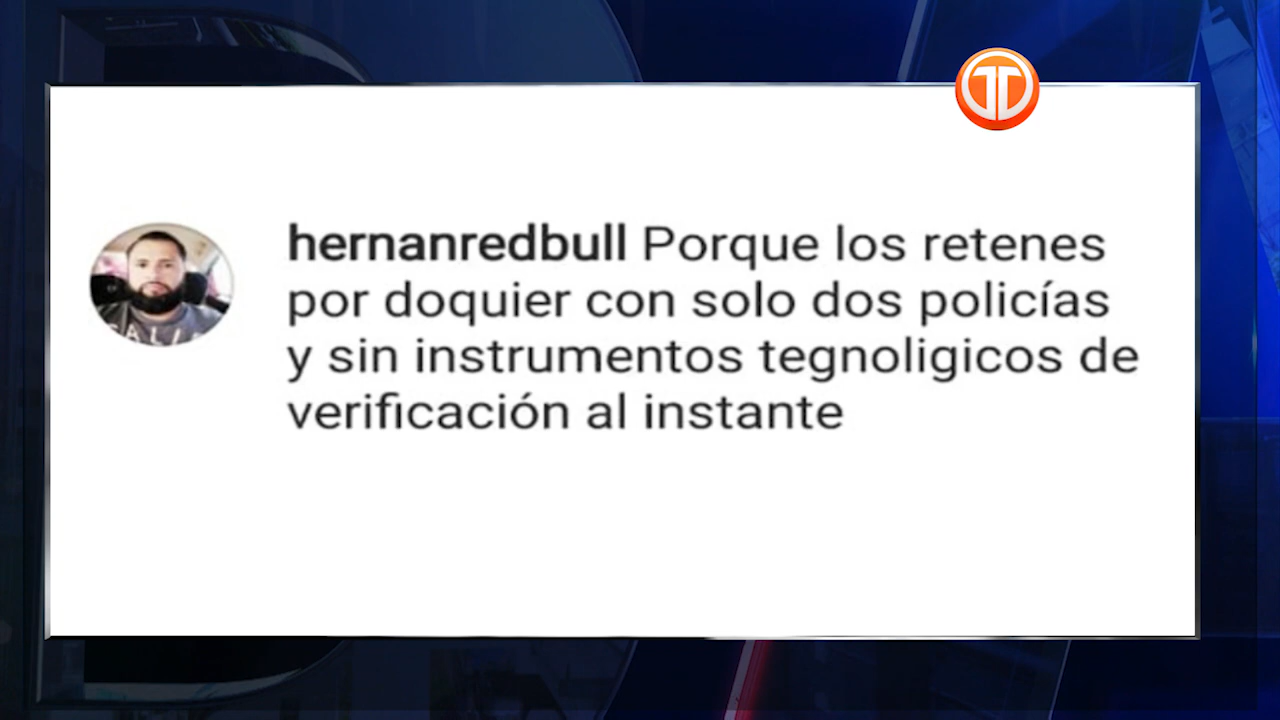 hernanredbull Porque los retenes
por doquier con solo dos policías
y sin instrumentos tegnoligicos de
verificación al instante